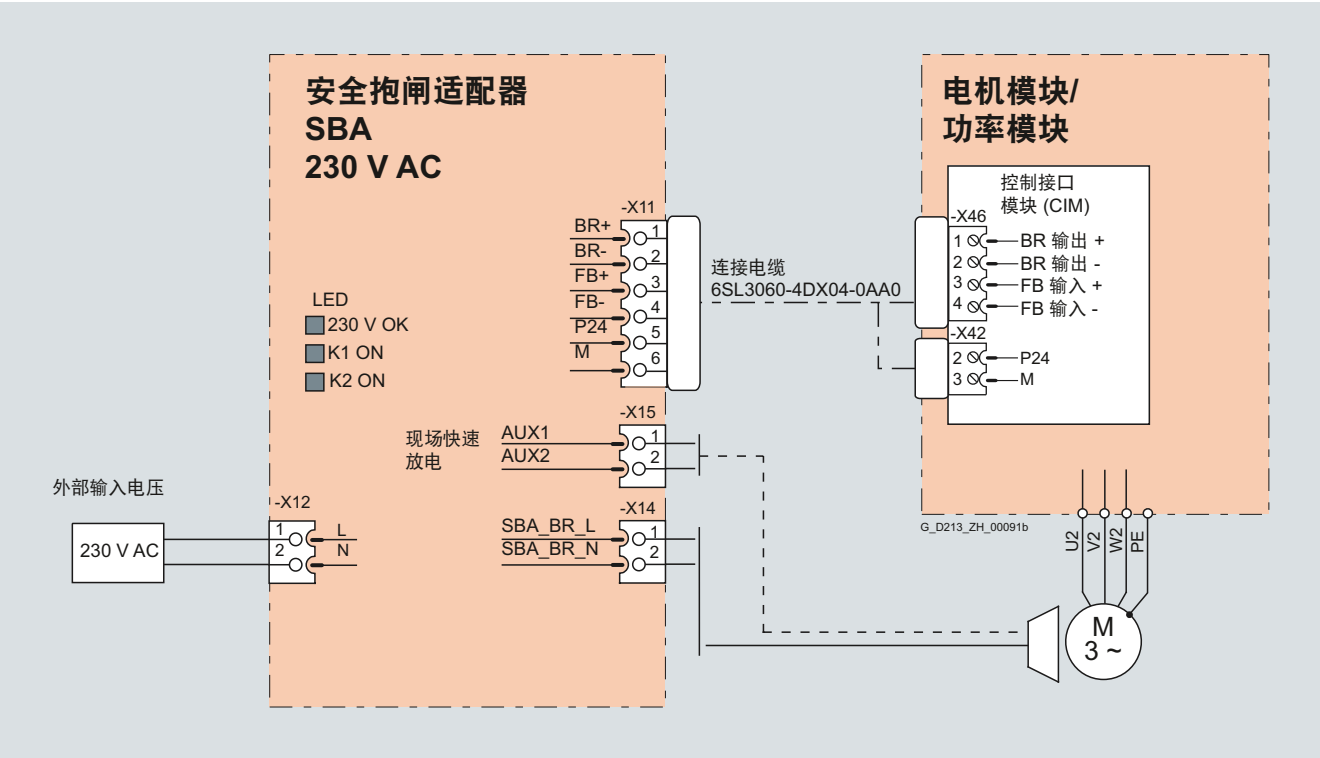 安全抱闸适配器
SBA
230 V AC
-X11
BR+
1
BR-
2
FB+
3
FB-
4
P24
5
M
6
LED
230 V OK
K1 ON
K2 ON
-X15
现场快速
放电
AUX1
1
AUX2
2
外部输入电压
230 V AC
-X12
1
L
2
N
-X14
SBA_BR_L
1
SBA_BR_N
2
连接电缆
6SL3060-4DX04-0AA0
电机模块/
功率模块
控制接口
模块 (CIM)
-X46
1
BR 输出 +
2
BR 输出 -
3
FB 输入 +
4
FB 输入 -
-X42
2
P24
3
M
G_D213_ZH_00091b
U2
V2
W2
PE
M
3 ~